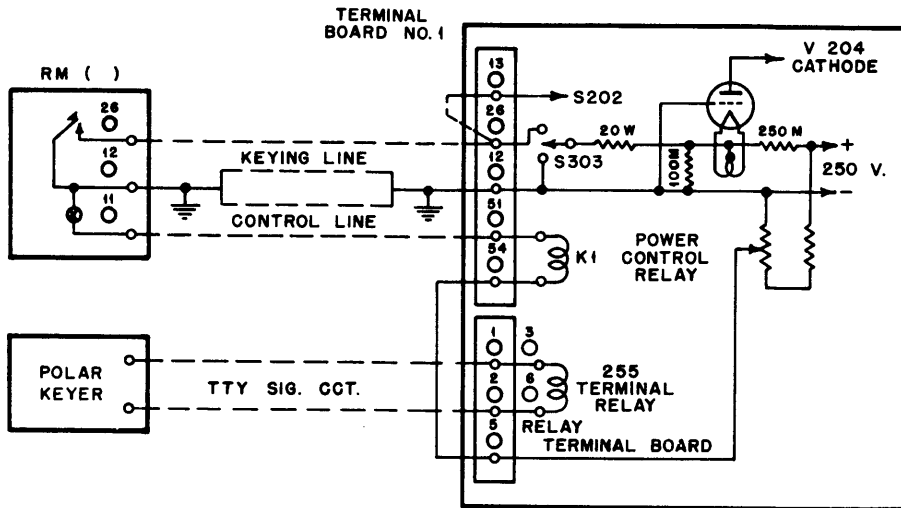 TERMINAL
BOARD NO. 1
RM ( )
26
12
11
KEYING LINE
CONTROL LINE
13
26
12
51
54
S202
S303
20 W
100M
250 M
V 204
CATHODE
+
250 V.
−
K1
POWER
CONTROL
RELAY
POLAR
KEYER
TTY SIG. CCT.
1
2
5
3
6
255
TERMINAL
RELAY
RELAY
TERMINAL BOARD